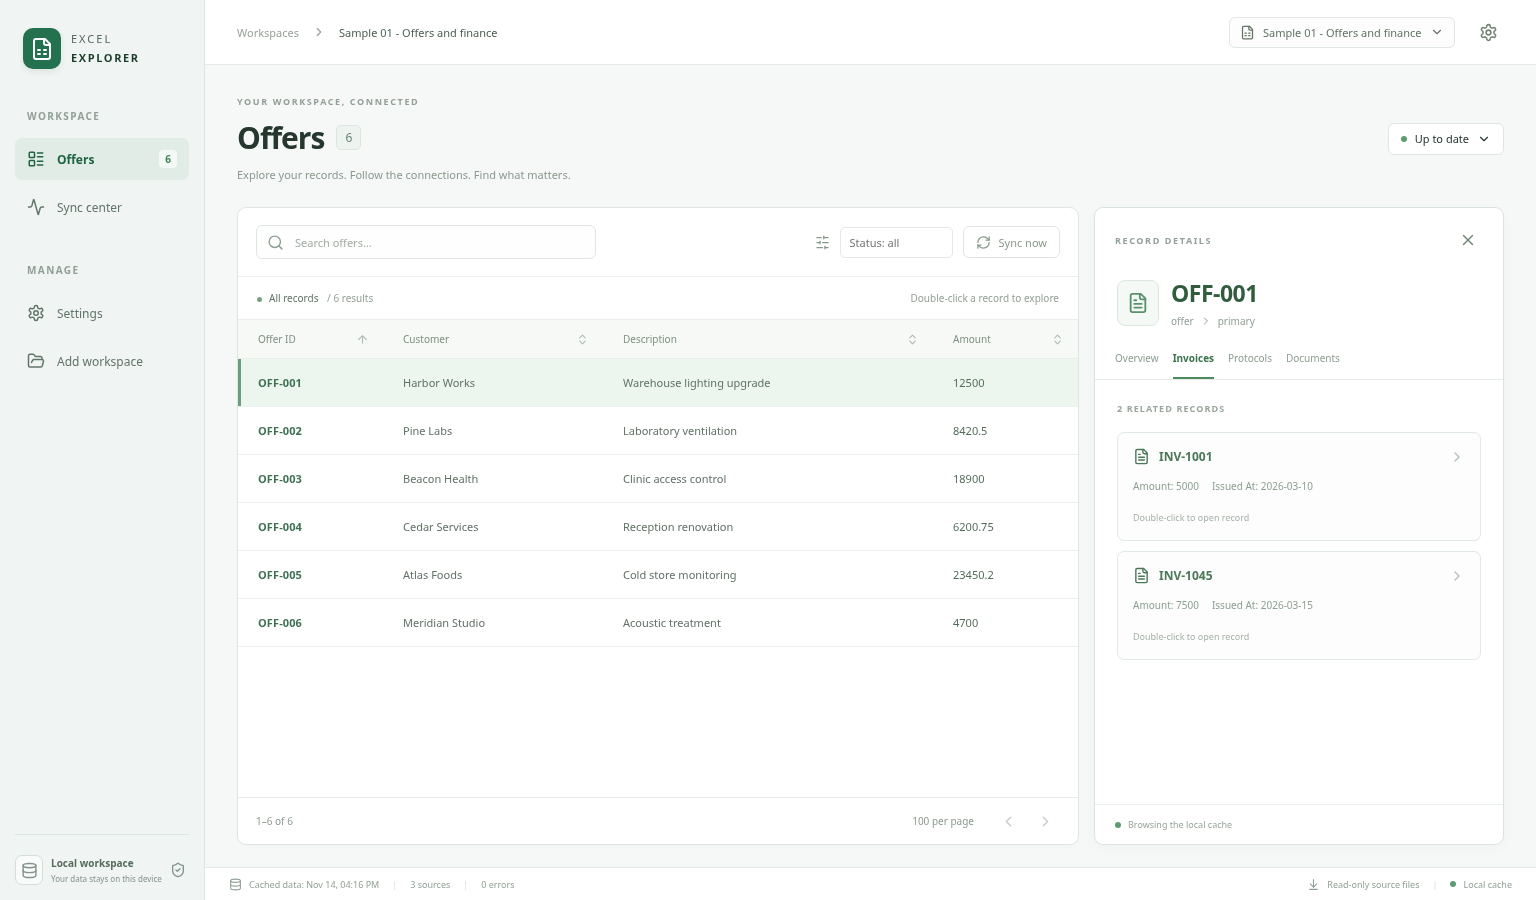 EXCEL
EXPLORER
WORKSPACE
Offers 6
Sync center
MANAGE
Settings
Add workspace
Local workspace
Your data stays on this device
Workspaces Sample 01 - Offers and finance
Sample 01 - Offers and finance
YOUR WORKSPACE, CONNECTED
Offers 6
Up to date
Explore your records. Follow the connections. Find what matters.
Search offers...
Status: all
Sync now
All records / 6 results
Double-click a record to explore
Offer ID Customer Description Amount
OFF-001 Harbor Works Warehouse lighting upgrade 12500
OFF-002 Pine Labs Laboratory ventilation 8420.5
OFF-003 Beacon Health Clinic access control 18900
OFF-004 Cedar Services Reception renovation 6200.75
OFF-005 Atlas Foods Cold store monitoring 23450.2
OFF-006 Meridian Studio Acoustic treatment 4700
1–6 of 6
100 per page
RECORD DETAILS
OFF-001
offer primary
Overview Invoices Protocols Documents
2 RELATED RECORDS
INV-1001
Amount: 5000 Issued At: 2026-03-10
Double-click to open record
INV-1045
Amount: 7500 Issued At: 2026-03-15
Double-click to open record
Browsing the local cache
Cached data: Nov 14, 04:16 PM 3 sources 0 errors
Read-only source files Local cache